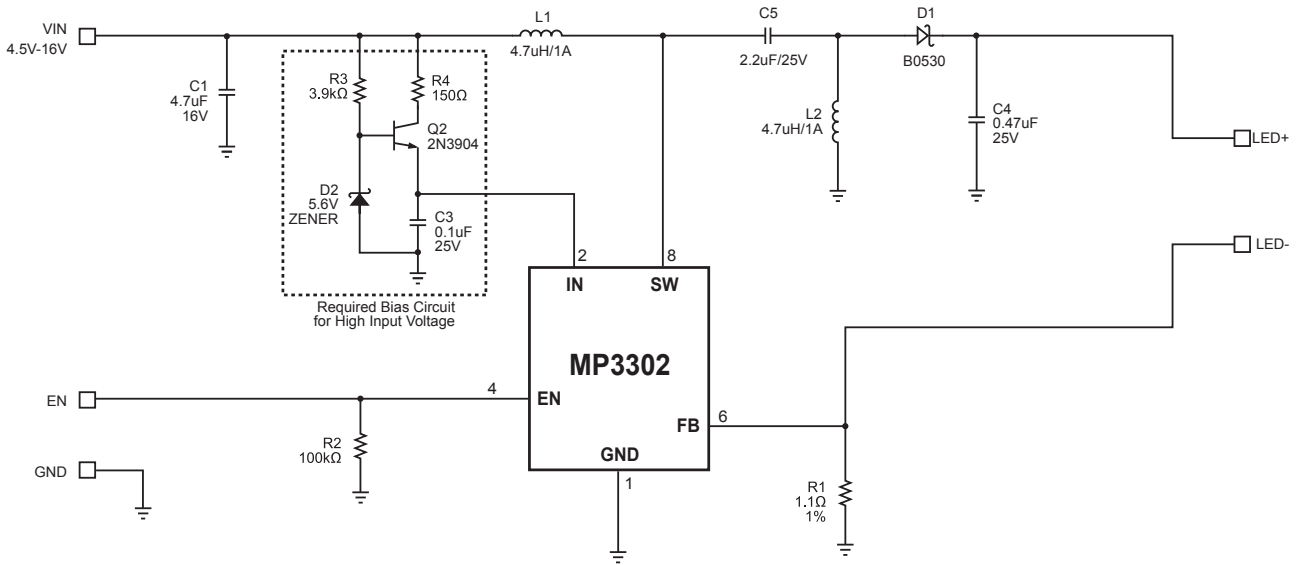 VIN
4.5V-16V
C1
4.7uF
16V
R3
3.9kΩ
R4
150Ω
Q2
2N3904
D2
5.6V
ZENER
C3
0.1uF
25V
Required Bias Circuit
for High Input Voltage
L1
4.7uH/1A
C5
2.2uF/25V
D1
B0530
L2
4.7uH/1A
C4
0.47uF
25V
LED+
LED-
2
8
IN
SW
MP3302
4
EN
FB
6
GND
1
EN
R2
100kΩ
GND
R1
1.1Ω
1%